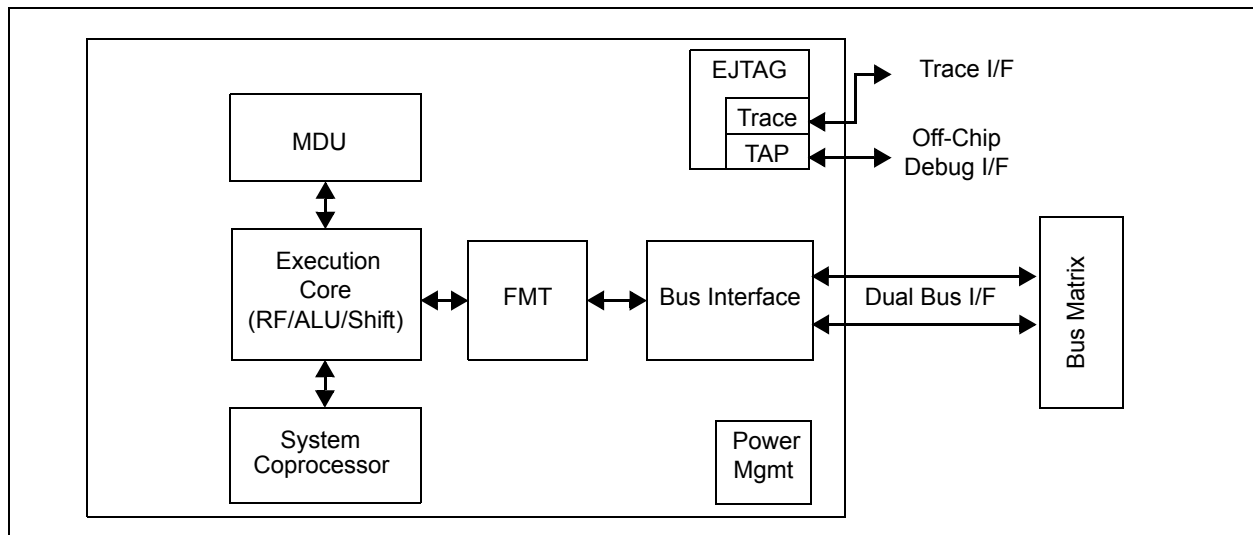 EJTAG
Trace I/F
Trace
TAP
Off-Chip
Debug I/F
MDU
Execution
Core
(RF/ALU/Shift)
FMT
Bus Interface
Dual Bus I/F
Bus Matrix
System
Coprocessor
Power
Mgmt